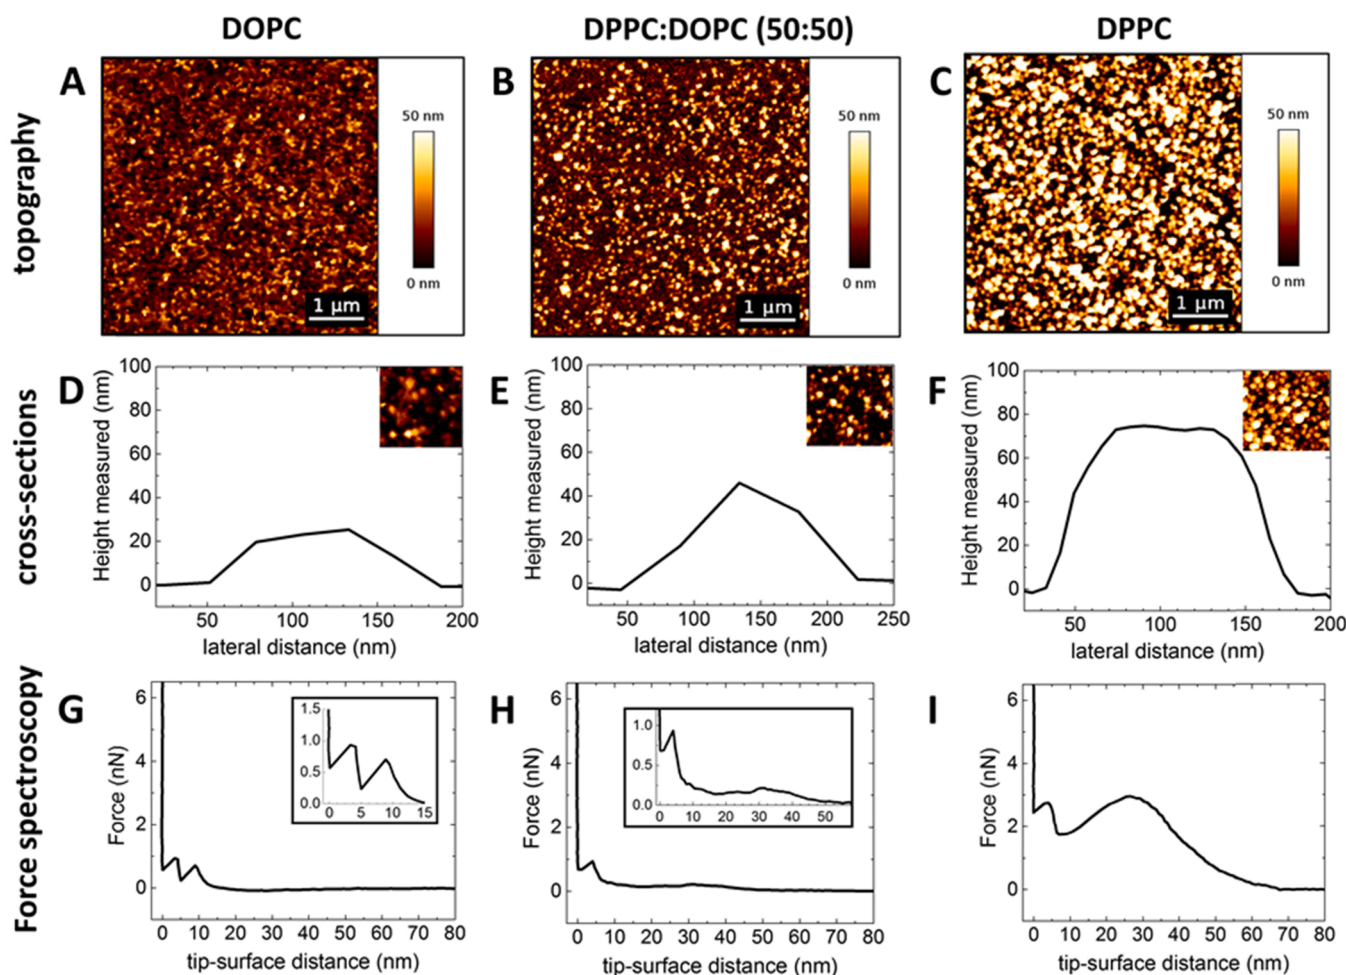 DOPC
DPPC:DOPC (50:50)
DPPC
topography
A
50 nm
0 nm
1 µm
B
50 nm
0 nm
1 µm
C
50 nm
0 nm
1 µm
cross-sections
D
Height measured (nm)
100
80
60
40
20
0
50
100
150
200
lateral distance (nm)
E
Height measured (nm)
100
80
60
40
20
0
50
100
150
200
250
lateral distance (nm)
F
Height measured (nm)
100
80
60
40
20
0
50
100
150
200
lateral distance (nm)
Force spectroscopy
G
Force (nN)
6
4
2
0
0 10 20 30 40 50 60 70 80
tip-surface distance (nm)
1.5
1.0
0.5
0.0
0 5 10 15
H
Force (nN)
6
4
2
0
0 10 20 30 40 50 60 70 80
tip-surface distance (nm)
1.0
0.5
0.0
0 10 20 30 40 50
I
Force (nN)
6
4
2
0
0 10 20 30 40 50 60 70 80
tip-surface distance (nm)